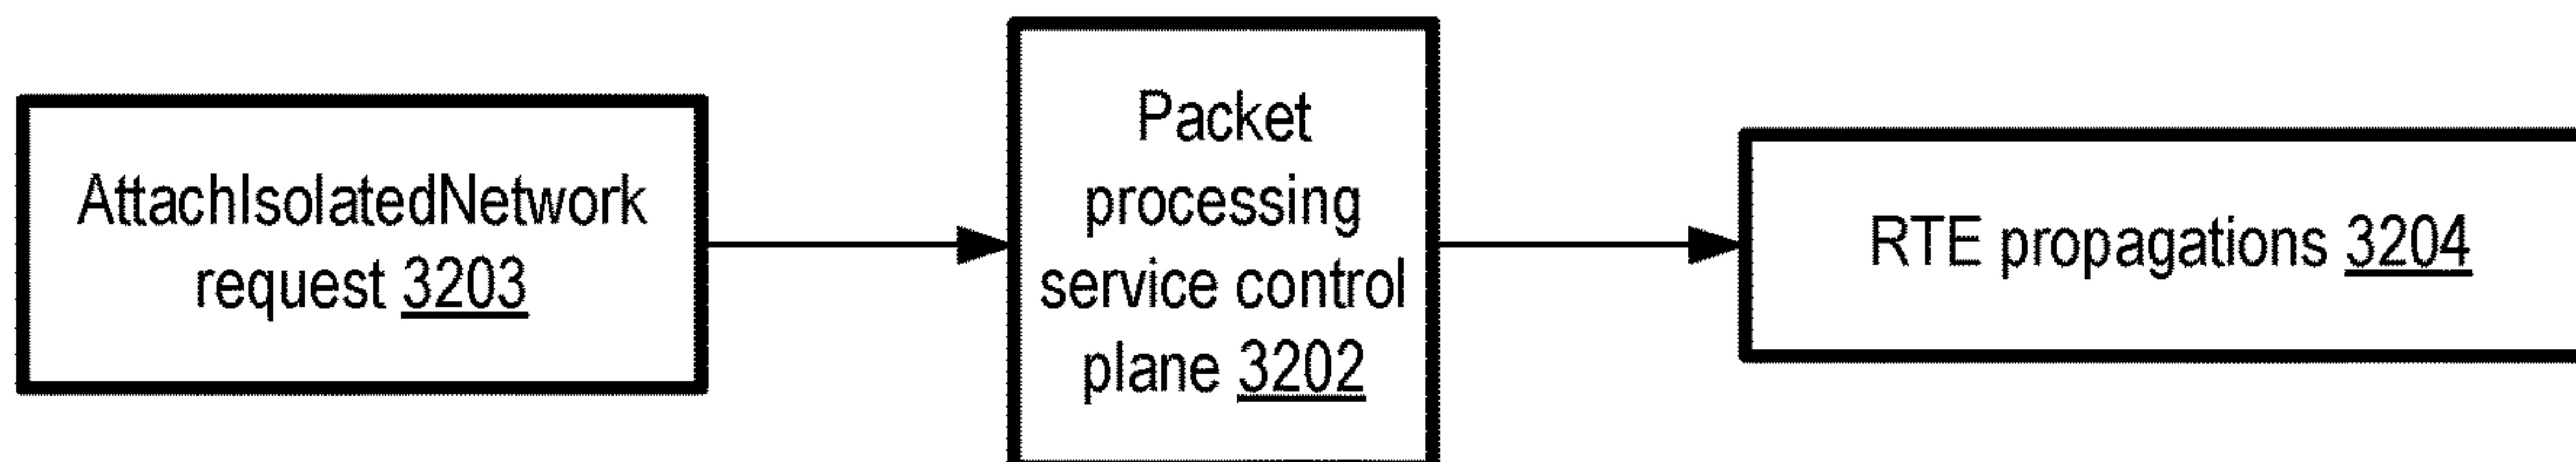 AttachIsolatedNetwork
request 3203
Packet
processing
service control
plane 3202
RTE propagations 3204